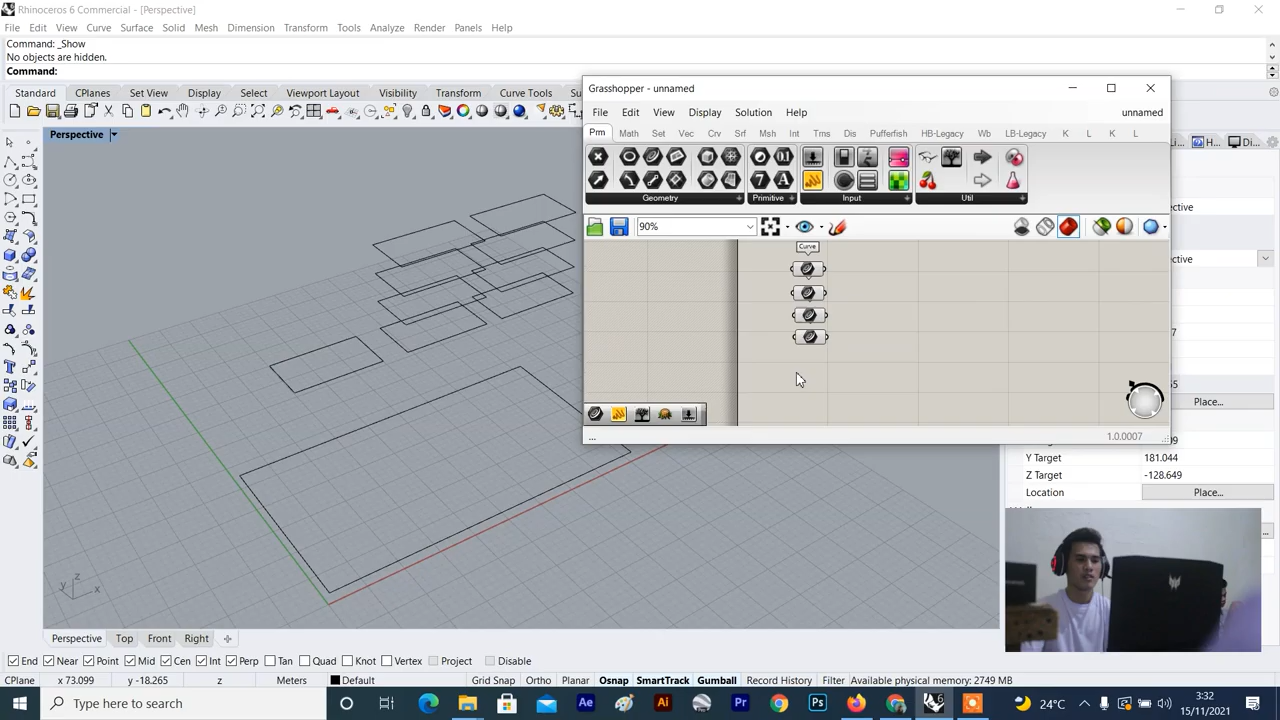 Rhinoceros 6 Commercial - [Perspective]
File Edit View Curve Surface Solid Mesh Dimension Transform Tools Analyze Render Panels Help
Command: _Show
No objects are hidden.
Command:
Standard CPlanes Set View Display Select Viewport Layout Visibility Transform Curve Tools Su
Perspective
Grasshopper - unnamed
File Edit View Display Solution Help
unnamed
Prm Math Set Vec Crv Srf Msh Int Trns Dis Pufferfish HB-Legacy Wb LB-Legacy K L K L
Geometry Primitive Input Util
90%
Curve
... 1.0.0007
Place...
Y Target 181.044
Z Target -128.649
Location Place...
z
y x
Perspective Top Front Right
End Near Point Mid Cen Int Perp Tan Quad Knot Vertex Project Disable
CPlane x 73.099 y -18.265 z Meters Default Grid Snap Ortho Planar Osnap SmartTrack Gumball Record History Filter Available physical memory: 2749 MB
Type here to search
24°C
3:32
15/11/2021